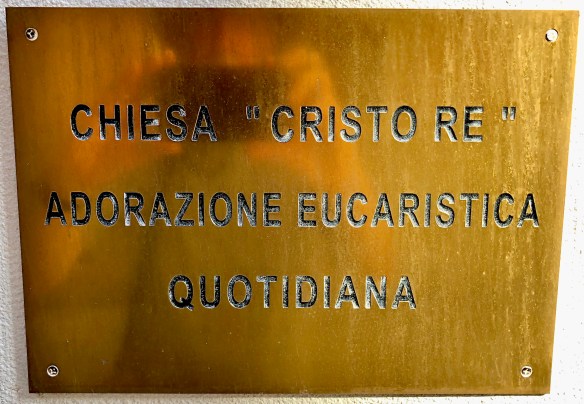 CHIESA " CRISTO RE "
ADORAZIONE EUCARISTICA
QUOTIDIANA